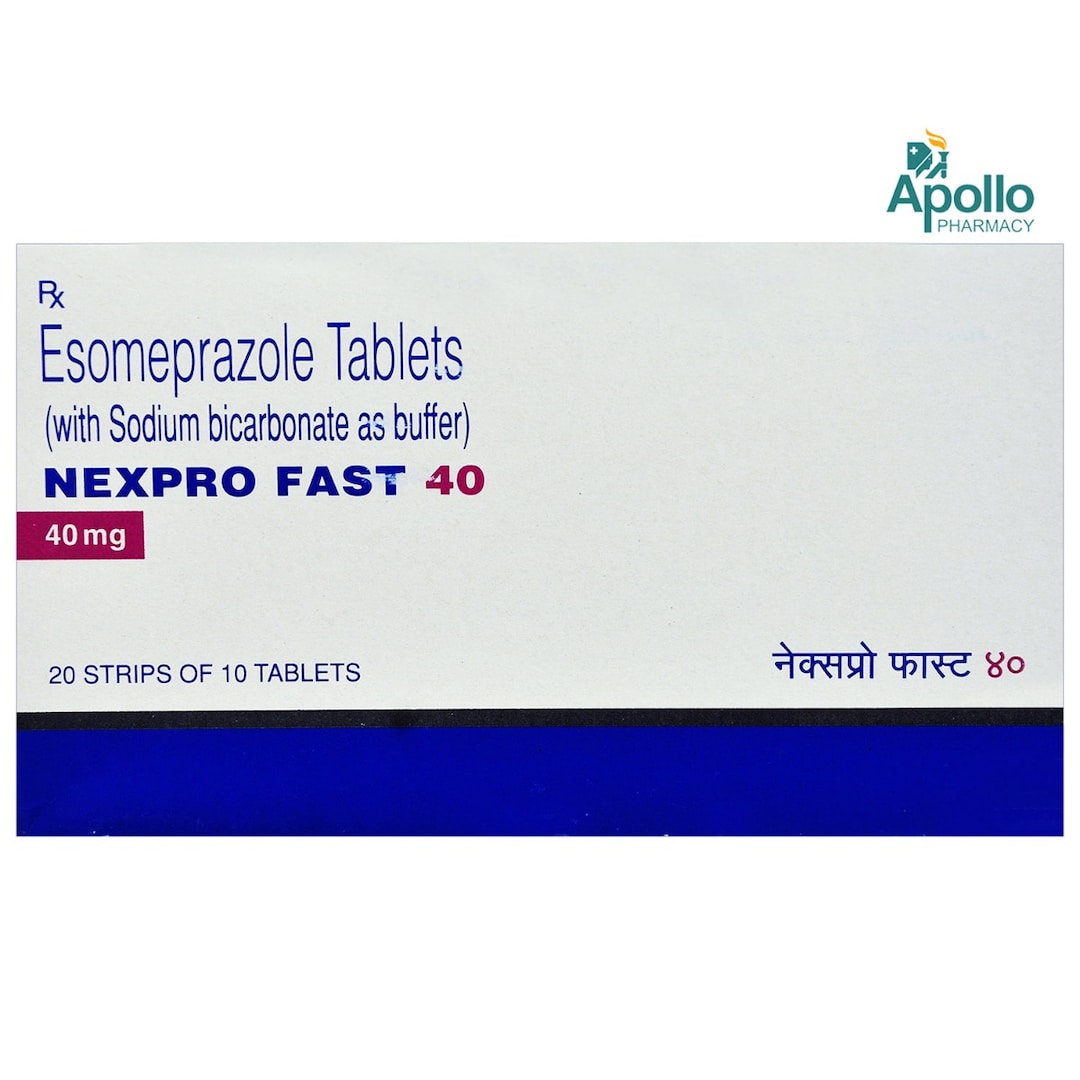 Apollo
PHARMACY
Rx
Esomeprazole Tablets
(with Sodium bicarbonate as buffer)
NEXPRO FAST 40
40 mg
20 STRIPS OF 10 TABLETS
नेक्सप्रो फास्ट ४०